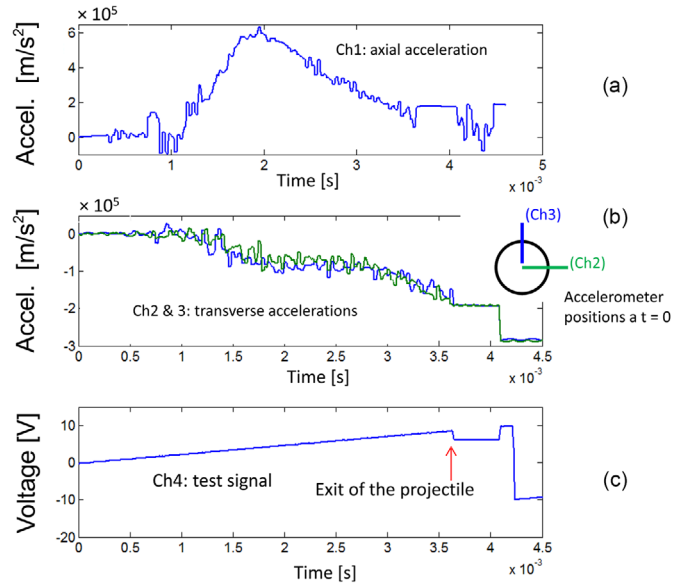 × 10⁵
Accel. [m/s²]
6
4
2
0
Ch1: axial acceleration
(a)
0 1 2 3 4 5
Time [s]
× 10⁻³
× 10⁵
Accel. [m/s²]
0
-1
-2
-3
Ch2 & 3: transverse accelerations
(b)
(Ch3)
(Ch2)
Accelerometer
positions a t = 0
0 0.5 1 1.5 2 2.5 3 3.5 4 4.5
Time [s]
× 10⁻³
Voltage [V]
10
0
-10
-20
Ch4: test signal
Exit of the projectile
(c)
0 0.5 1 1.5 2 2.5 3 3.5 4 4.5
Time [s]
× 10⁻³